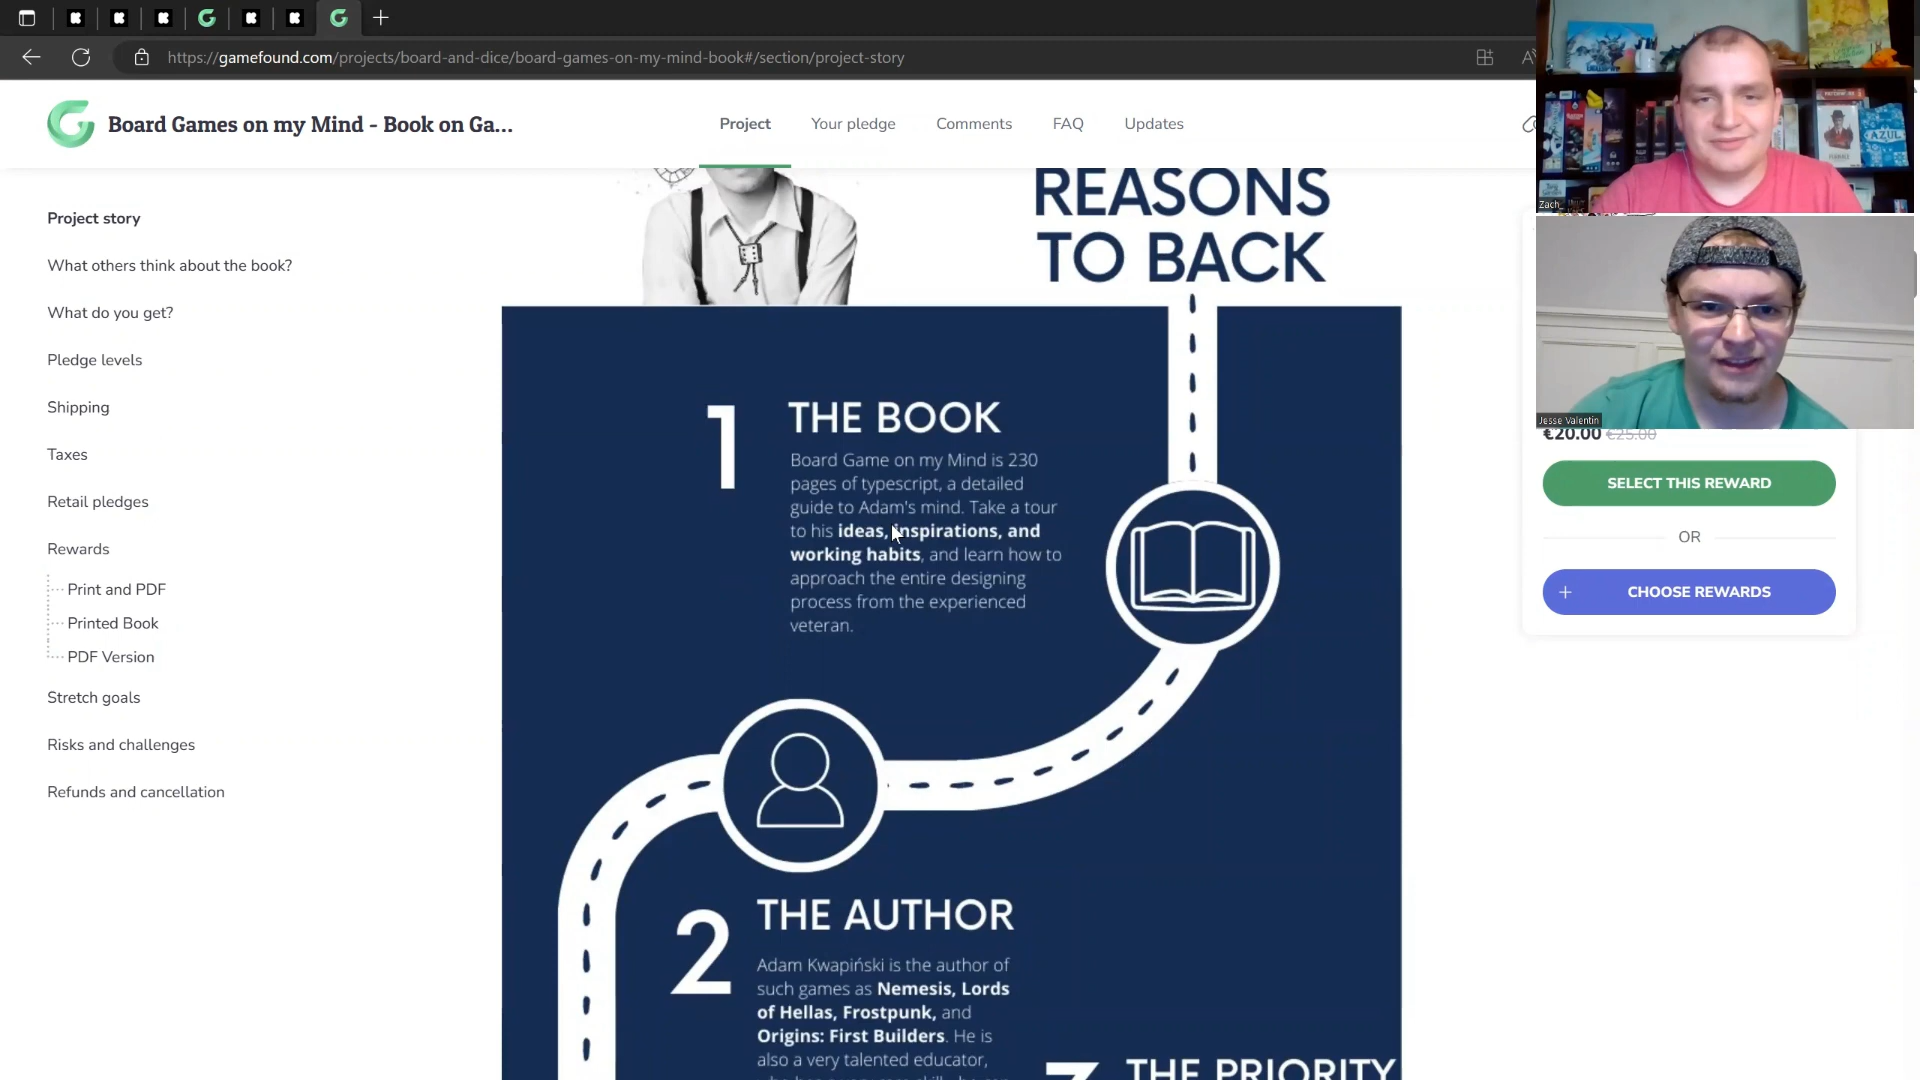 https://gamefound.com/projects/board-and-dice/board-games-on-my-mind-book#/section/project-story
Board Games on my Mind - Book on Ga...
Project
Your pledge
Comments
FAQ
Updates
Project story
What others think about the book?
What do you get?
Pledge levels
Shipping
Taxes
Retail pledges
Rewards
Print and PDF
Printed Book
PDF Version
Stretch goals
Risks and challenges
Refunds and cancellation
REASONS
TO BACK
1
THE BOOK
Board Game on my Mind is 230
pages of typescript, a detailed
guide to Adam's mind. Take a tour
to his ideas, inspirations, and
working habits, and learn how to
approach the entire designing
process from the experienced
veteran.
2
THE AUTHOR
Adam Kwapiński is the author of
such games as Nemesis, Lords
of Hellas, Frostpunk, and
Origins: First Builders. He is
also a very talented educator,
THE PRIORITY
Zach_
AZUL
Jesse Valentin
€20.00 €25.00
SELECT THIS REWARD
OR
+ CHOOSE REWARDS